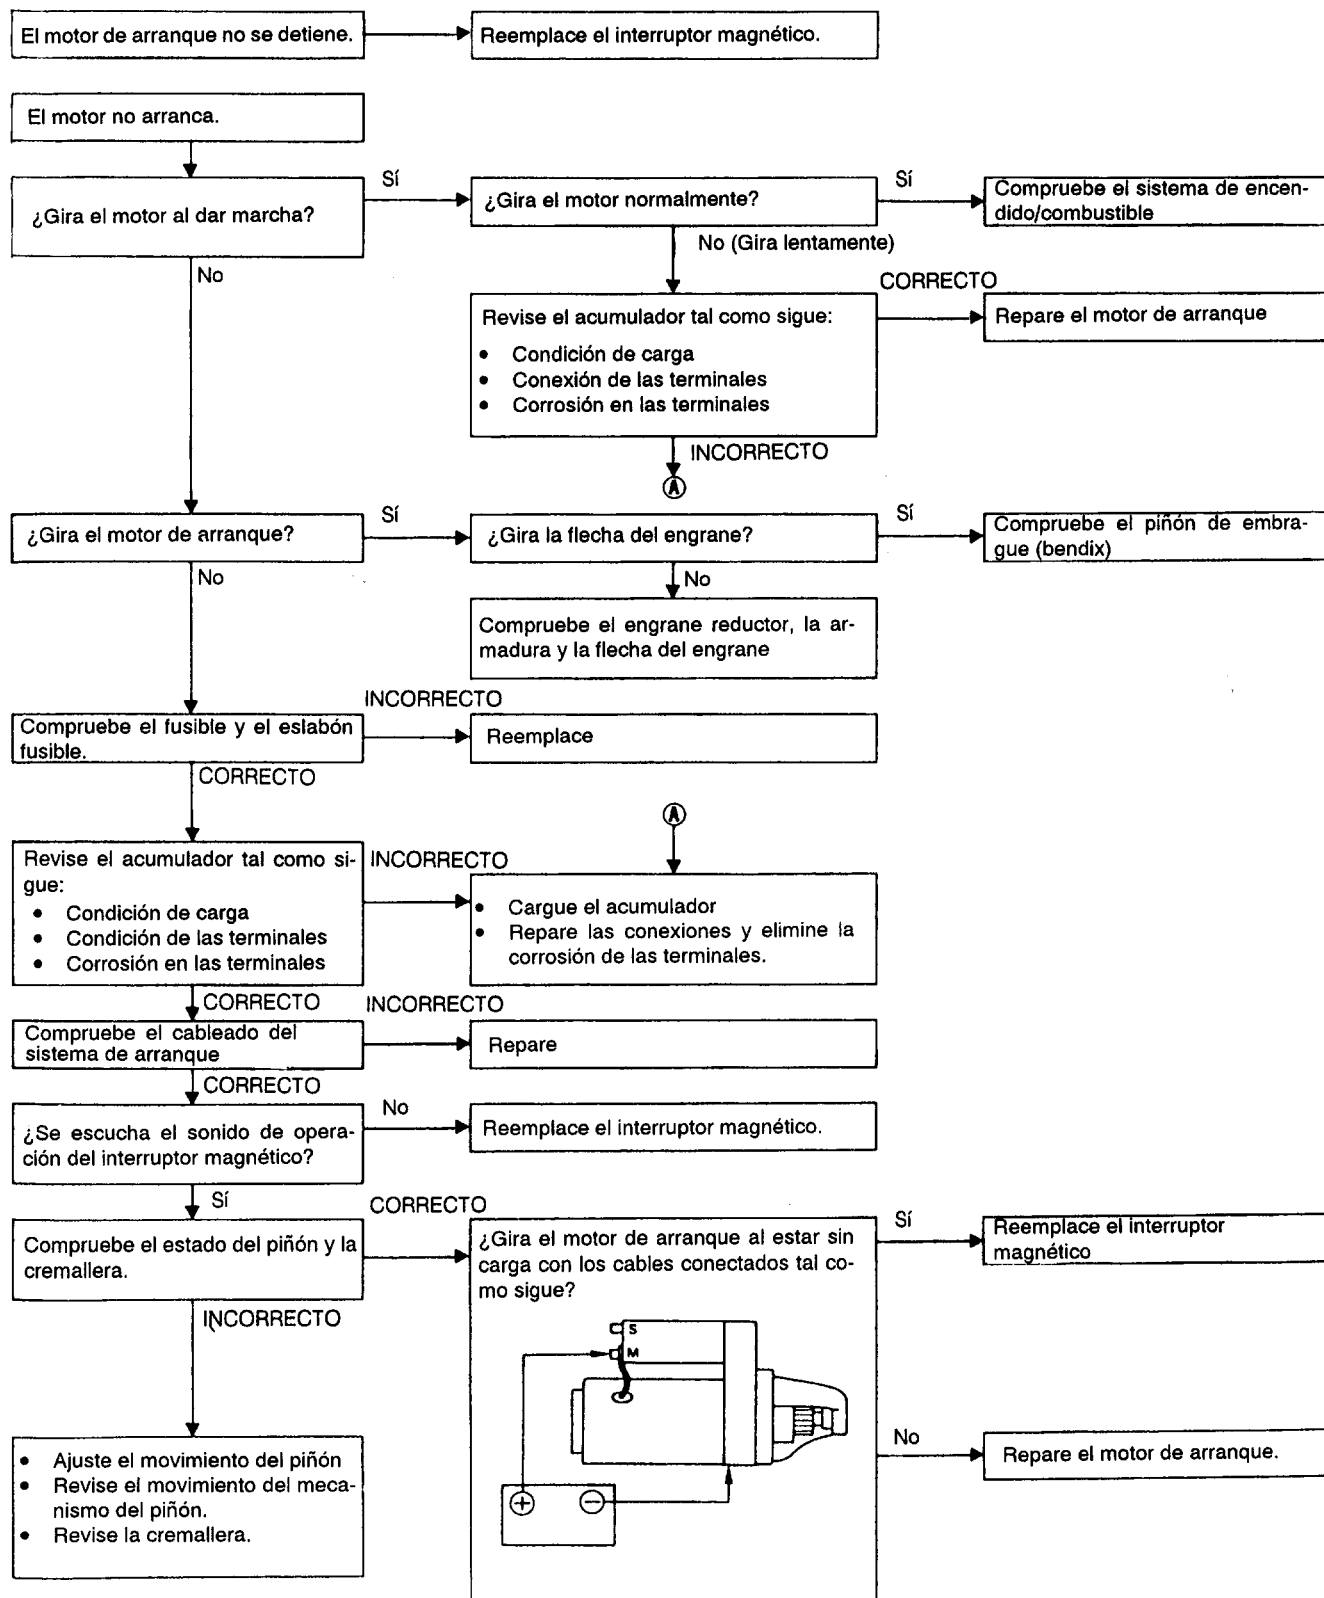 El motor de arranque no se detiene.
Reemplace el interruptor magnético.
El motor no arranca.
¿Gira el motor al dar marcha?
Sí
¿Gira el motor normalmente?
Sí
Compruebe el sistema de encen-
dido/combustible
No (Gira lentamente)
No
Revise el acumulador tal como sigue:
• Condición de carga
• Conexión de las terminales
• Corrosión en las terminales
CORRECTO
Repare el motor de arranque
INCORRECTO
A
¿Gira el motor de arranque?
Sí
¿Gira la flecha del engrane?
Sí
Compruebe el piñón de embra-
gue (bendix)
No
No
Compruebe el engrane reductor, la ar-
madura y la flecha del engrane
Compruebe el fusible y el eslabón
fusible.
INCORRECTO
Reemplace
CORRECTO
A
Revise el acumulador tal como si-
gue:
• Condición de carga
• Condición de las terminales
• Corrosión en las terminales
INCORRECTO
• Cargue el acumulador
• Repare las conexiones y elimine la
corrosión de las terminales.
CORRECTO
Compruebe el cableado del
sistema de arranque
INCORRECTO
Repare
CORRECTO
¿Se escucha el sonido de opera-
ción del interruptor magnético?
No
Reemplace el interruptor magnético.
Sí
Compruebe el estado del piñón y la
cremallera.
CORRECTO
¿Gira el motor de arranque al estar sin
carga con los cables conectados tal co-
mo sigue?
S
M
+
−
Sí
Reemplace el interruptor
magnético
No
Repare el motor de arranque.
INCORRECTO
• Ajuste el movimiento del piñón
• Revise el movimiento del meca-
nismo del piñón.
• Revise la cremallera.